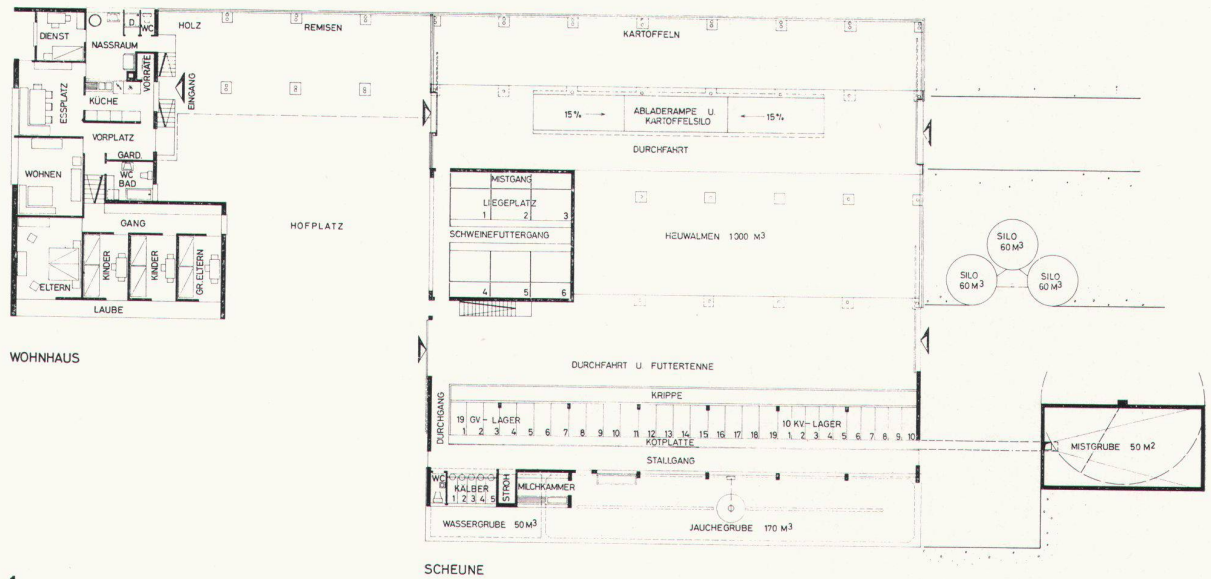 DIENST
D.
WC
NASSRAUM
HOLZ
REMISEN
VORRÄTE
EINGANG
ESSPLATZ
KÜCHE
VORPLATZ
GARD.
WC
BAD
WOHNEN
GANG
ELTERN
KINDER
KINDER
GR.ELTERN
LAUBE
HOFPLATZ
WOHNHAUS
KARTOFFELN
15 %
ABLADERAMPE U.
KARTOFFELSILO
15 %
DURCHFAHRT
MISTGANG
LIEGEPLATZ
1 2 3
SCHWEINEFUTTERGANG
4 5 6
HEUWALMEN 1000 M³
SILO
60 M³
SILO
60 M³
SILO
60 M³
DURCHFAHRT U FUTTERTENNE
KRIPPE
DURCHGANG
19 GV - LAGER
10 KV - LAGER
1 2 3 4 5 6 7 8 9 10 11 12 13 14 15 16 17 18 19 1 2 3 4 5 6 7 8 9 10
KOTPLATTE
STALLGANG
MISTGRUBE 50 M²
WC
KÄLBER
1 2 3 4 5
STROH
MILCHKAMMER
WASSERGRUBE 50 M³
JAUCHEGRUBE 170 M³
SCHEUNE